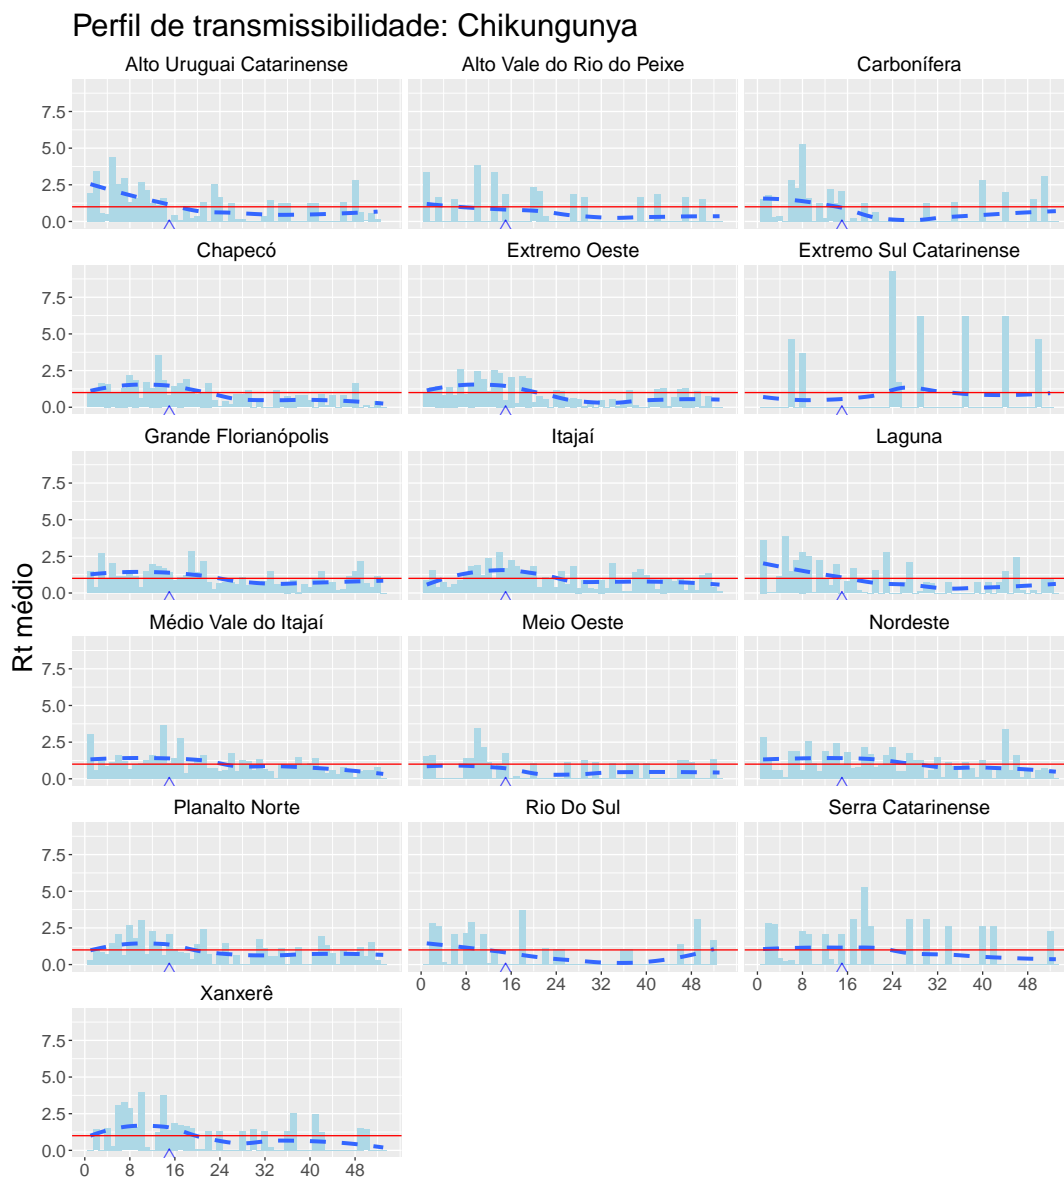 Perfil de transmissibilidade: Chikungunya
Alto Uruguai Catarinense Alto Vale do Rio do Peixe Carbonífera
7.5
5.0
2.5
0.0
Chapecó Extremo Oeste Extremo Sul Catarinense
7.5
5.0
2.5
0.0
Grande Florianópolis Itajaí Laguna
7.5
5.0
2.5
0.0
Rt médio
Médio Vale do Itajaí Meio Oeste Nordeste
7.5
5.0
2.5
0.0
Planalto Norte Rio Do Sul Serra Catarinense
7.5
5.0
2.5
0.0
0 8 16 24 32 40 48 0 8 16 24 32 40 48
Xanxerê
7.5
5.0
2.5
0.0
0 8 16 24 32 40 48